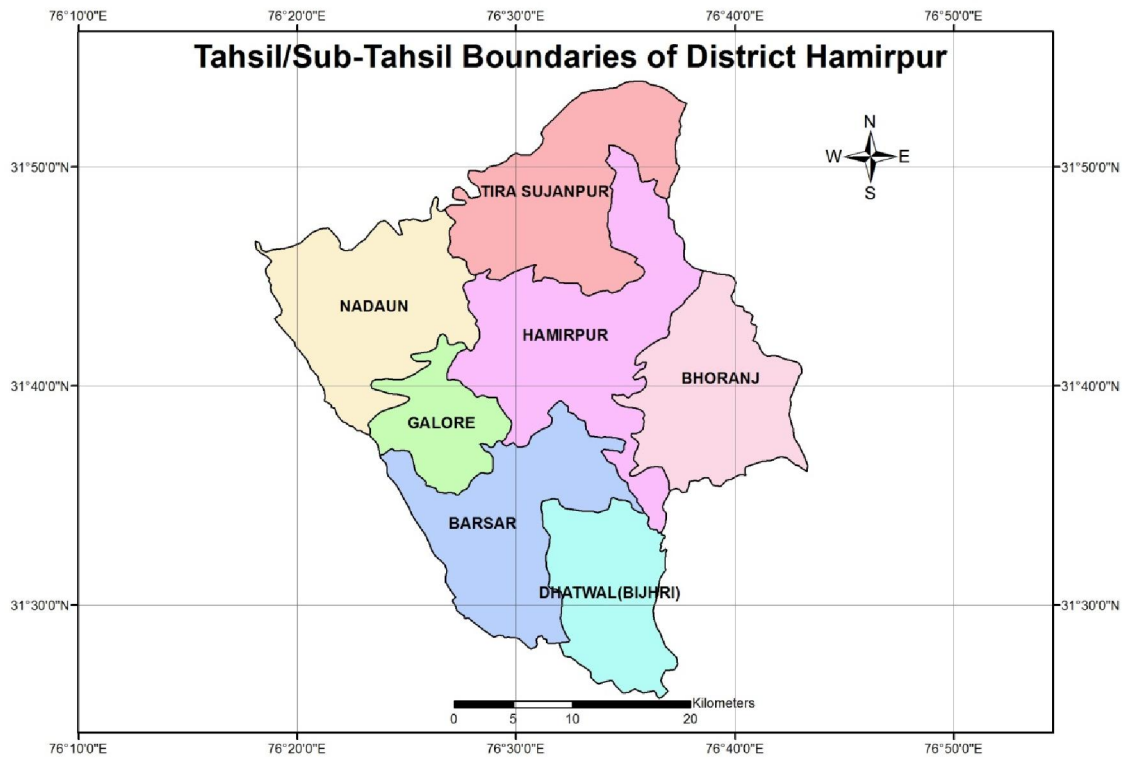 76°10'0"E 76°20'0"E 76°30'0"E 76°40'0"E 76°50'0"E
Tahsil/Sub-Tahsil Boundaries of District Hamirpur
N
W E
S
31°50'0"N 31°50'0"N
TIRA SUJANPUR
NADAUN
HAMIRPUR
BHORANJ
31°40'0"N 31°40'0"N
GALORE
BARSAR
DHATWAL(BIJHRI)
31°30'0"N 31°30'0"N
Kilometers
0 5 10 20
76°10'0"E 76°20'0"E 76°30'0"E 76°40'0"E 76°50'0"E